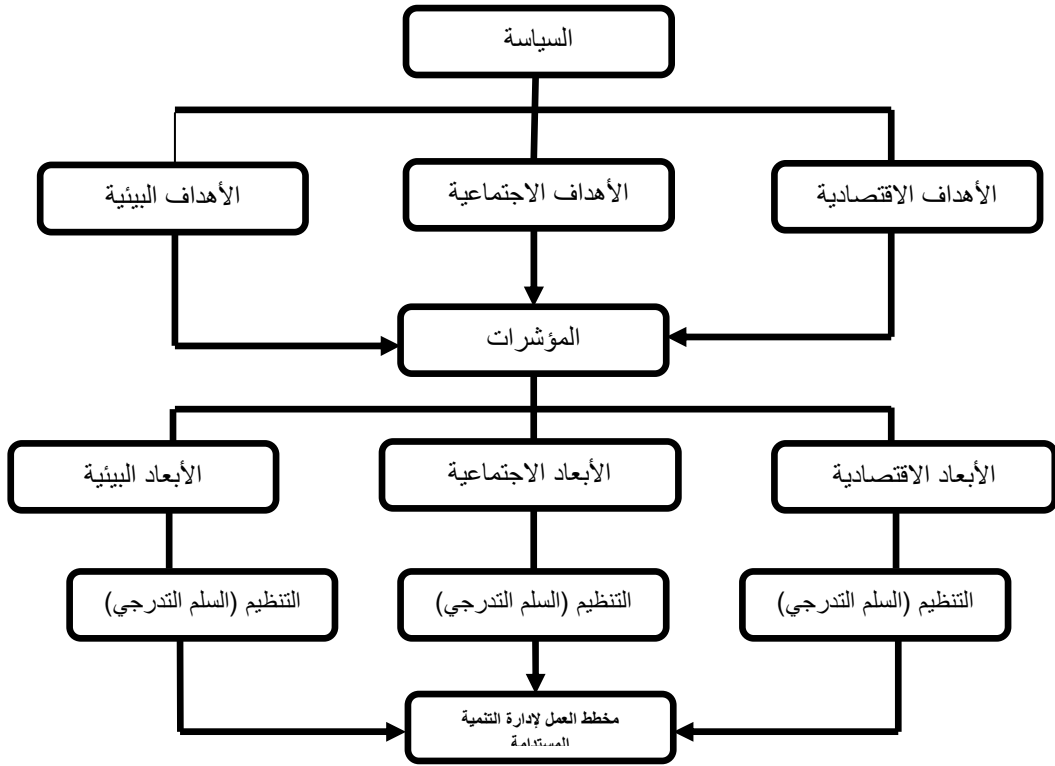 السياسة
الأهداف الاقتصادية
الأهداف الاجتماعية
الأهداف البيئية
المؤشرات
الأبعاد الاقتصادية
الأبعاد الاجتماعية
الأبعاد البيئية
التنظيم (السلم التدرجي)
التنظيم (السلم التدرجي)
التنظيم (السلم التدرجي)
مخطط العمل لإدارة التنمية
المستدامة